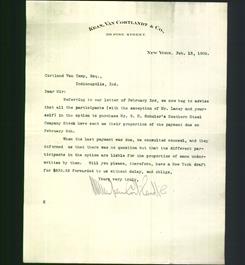 KEAN, VAN CORTLANDT & CO.,
30 PINE STREET.
NEW YORK, Feb. 13, 1902.
Cortland Van Camp, Esq.,
Indianapolis, Ind.
Dear Sir:
Referring to our letter of February 3rd, we now beg to advise
that all the participants (with the exception of Mr. Lacey and your-
self) in the option to purchase Mr. G. E. Schuler's Southern Steel
Company Stock have sent us their proportion of the payment due on
February 6th.
When the last payment was due, we consulted counsel, and they
informed us that there was no question but that the different par-
ticipants in the option are liable for the proportion of same under-
written by them. Will you please, therefore, have a New York draft
for forwarded to us without delay, and oblige,
Yours very truly,